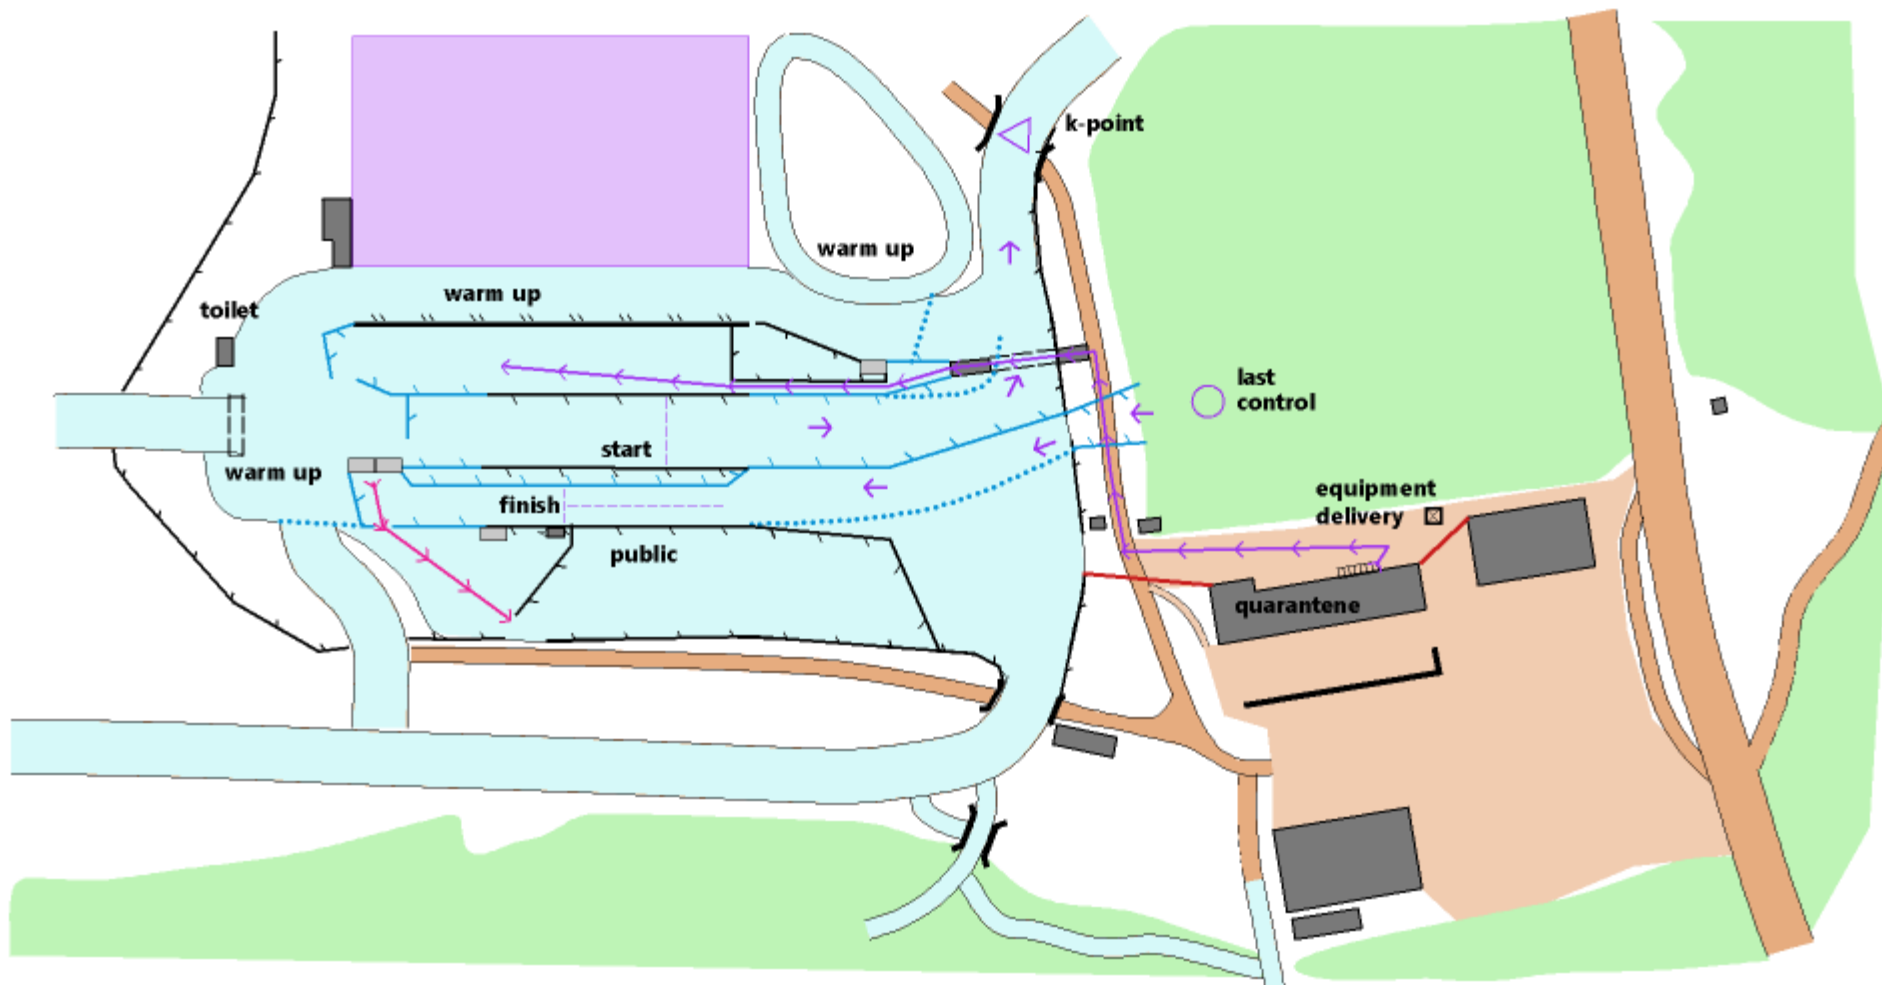 k-point
warm up
warm up
toilet
last
control
start
warm up
finish
equipment
delivery
public
quarantene